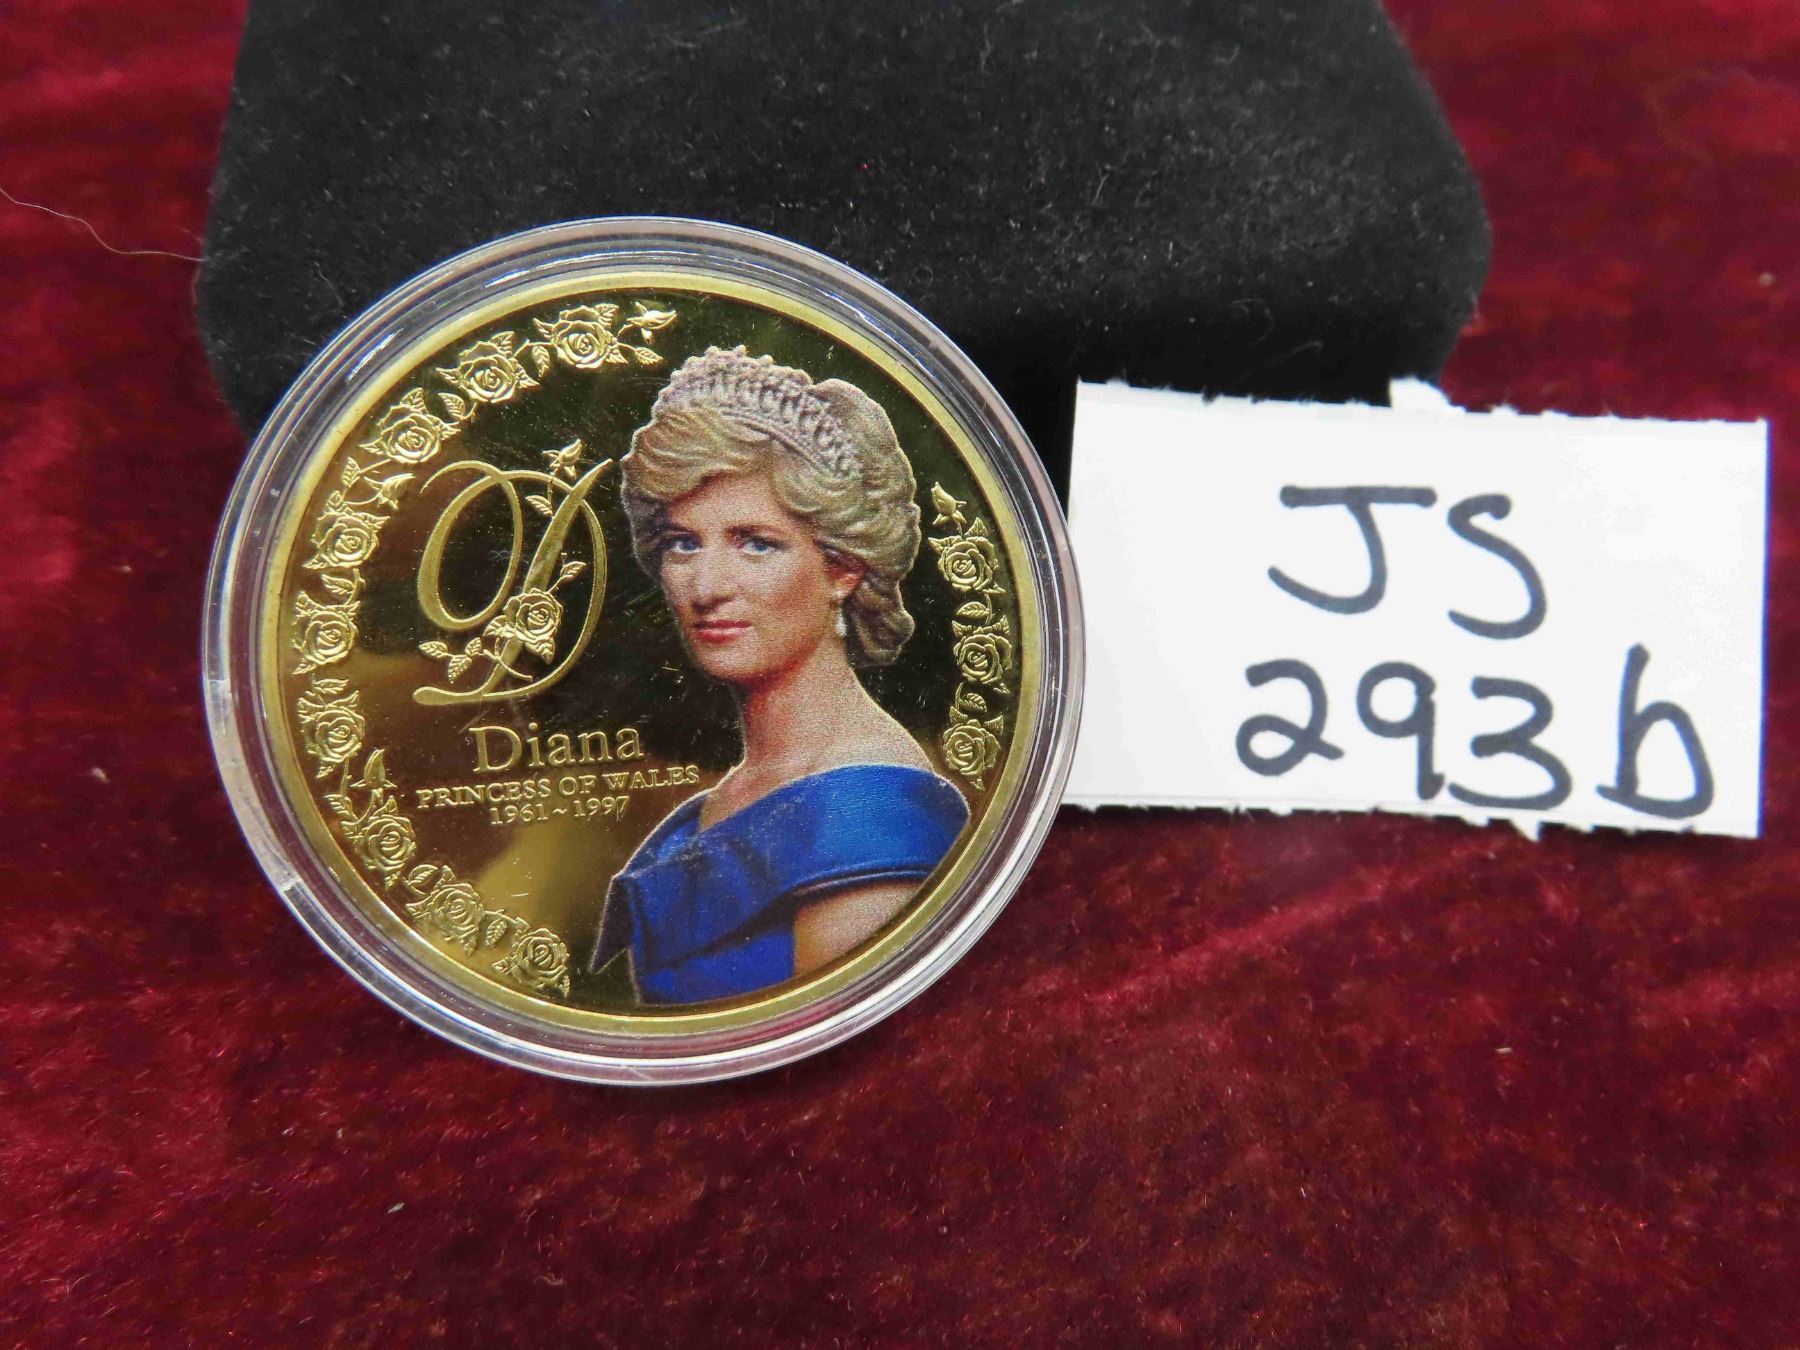 D
Diana
PRINCESS OF WALES
1961~1997
JS
293b